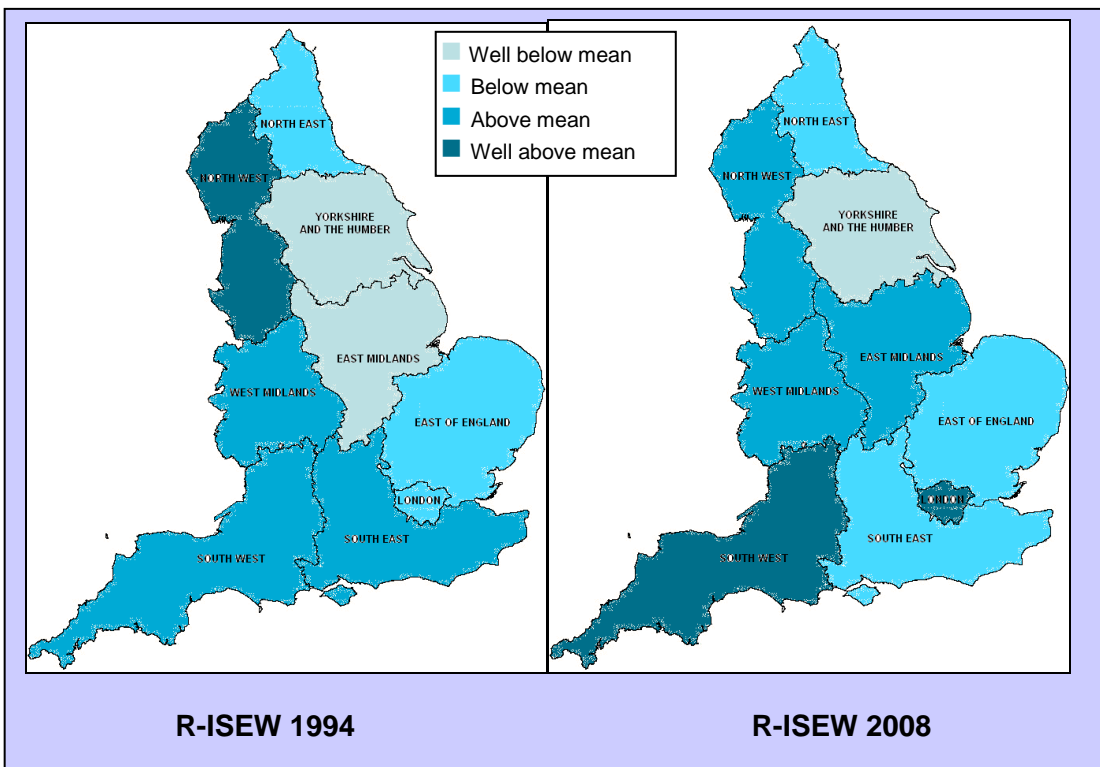 Well below mean
Below mean
Above mean
Well above mean
NORTH EAST
NORTH WEST
YORKSHIRE
AND THE HUMBER
EAST MIDLANDS
WEST MIDLANDS
EAST OF ENGLAND
LONDON
SOUTH EAST
SOUTH WEST
R-ISEW 1994
NORTH EAST
NORTH WEST
YORKSHIRE
AND THE HUMBER
EAST MIDLANDS
WEST MIDLANDS
EAST OF ENGLAND
LONDON
SOUTH EAST
SOUTH WEST
R-ISEW 2008